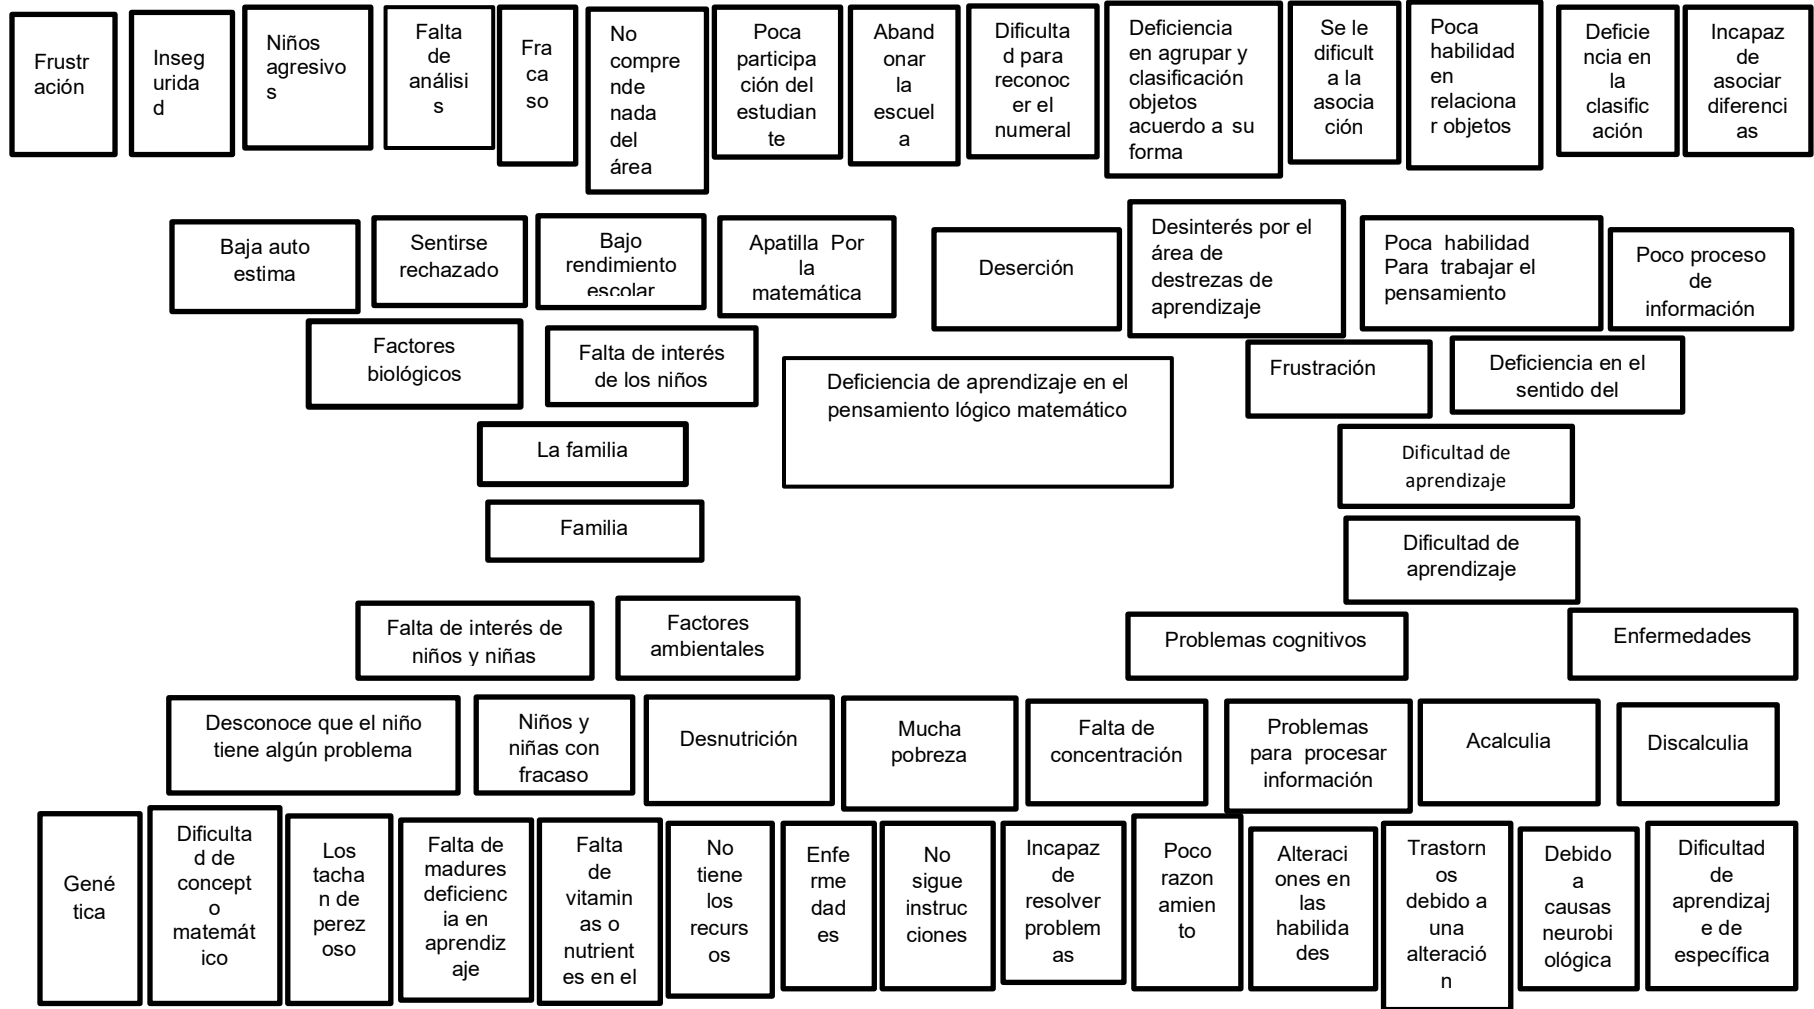 Frustr
ación
Inseg
urida
d
Niños
agresivo
s
Falta
de
análisi
s
Fra
ca
so
No
compre
nde
nada
del
área
Poca
participa
ción del
estudian
te
Aband
onar
la
escuel
a
Dificulta
d para
reconoc
er el
numeral
Deficiencia
en agrupar y
clasificación
objetos
acuerdo a su
forma
Se le
dificult
a la
asocia
ción
Poca
habilidad
en
relaciona
r objetos
Deficie
ncia en
la
clasific
ación
Incapaz
de
asociar
diferenci
as
Baja auto
estima
Sentirse
rechazado
Bajo
rendimiento
escolar
Apatilla Por
la
matemática
Deserción
Desinterés por el
área de
destrezas de
aprendizaje
Poca habilidad
Para trabajar el
pensamiento
Poco proceso
de
información
Factores
biológicos
Falta de interés
de los niños
Deficiencia de aprendizaje en el
pensamiento lógico matemático
Frustración
Deficiencia en el
sentido del
La familia
Dificultad de
aprendizaje
Familia
Dificultad de
aprendizaje
Falta de interés de
niños y niñas
Factores
ambientales
Problemas cognitivos
Enfermedades
Desconoce que el niño
tiene algún problema
Niños y
niñas con
fracaso
Desnutrición
Mucha
pobreza
Falta de
concentración
Problemas
para procesar
información
Acalculia
Discalculia
Gené
tica
Dificulta
d de
concept
o
matemát
ico
Los
tacha
n de
perez
oso
Falta de
madures
deficienc
ia en
aprendiz
aje
Falta
de
vitamin
as o
nutrient
es en el
No
tiene
los
recurs
os
Enfe
rme
dad
es
No
sigue
instruc
ciones
Incapaz
de
resolver
problem
as
Poco
razon
amien
to
Alteraci
ones en
las
habilida
des
Trastorn
os
debido a
una
alteració
n
Debido
a
causas
neurobi
ológica
Dificultad
de
aprendizaj
e de
específica